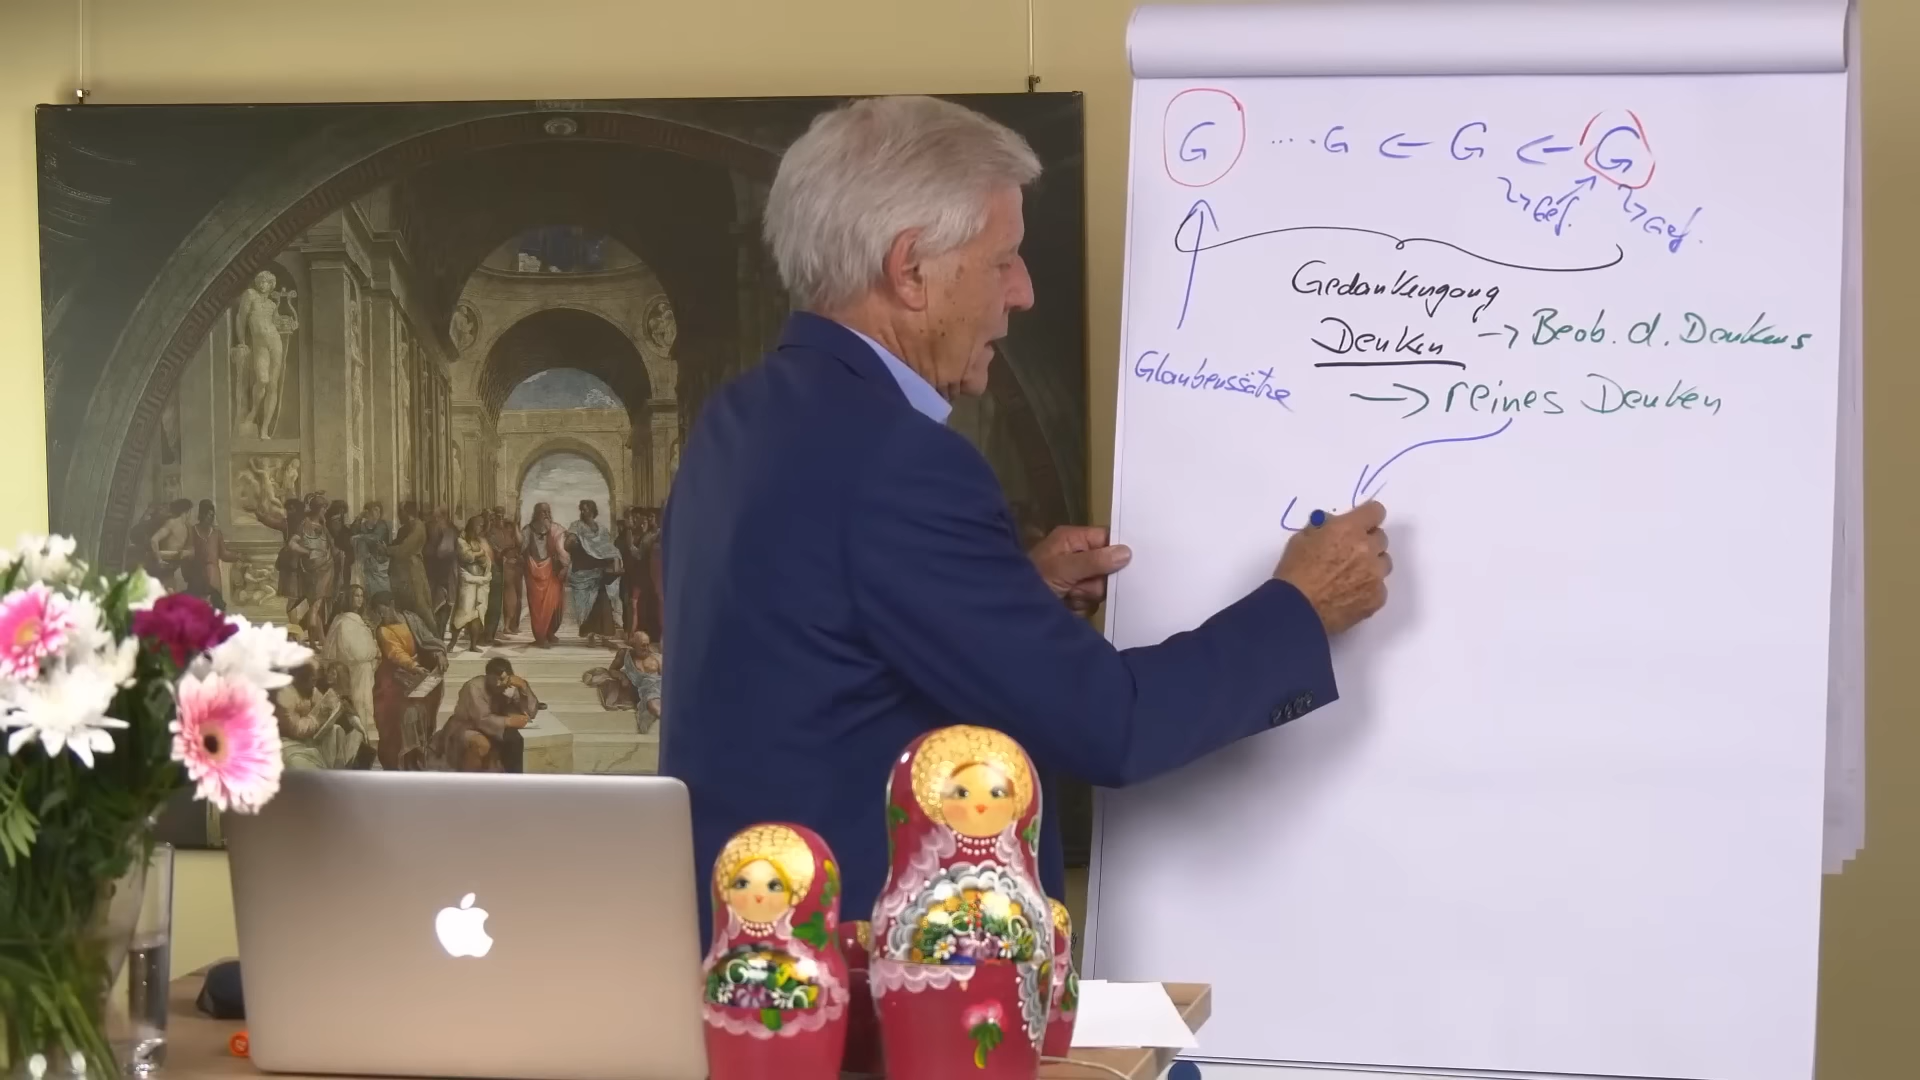 G ....G ← G ← G
↳ Gef. ↳ Gef.
Gedankengang
Denken → Beob. d. Denkens
Glaubenssätze → reines Denken